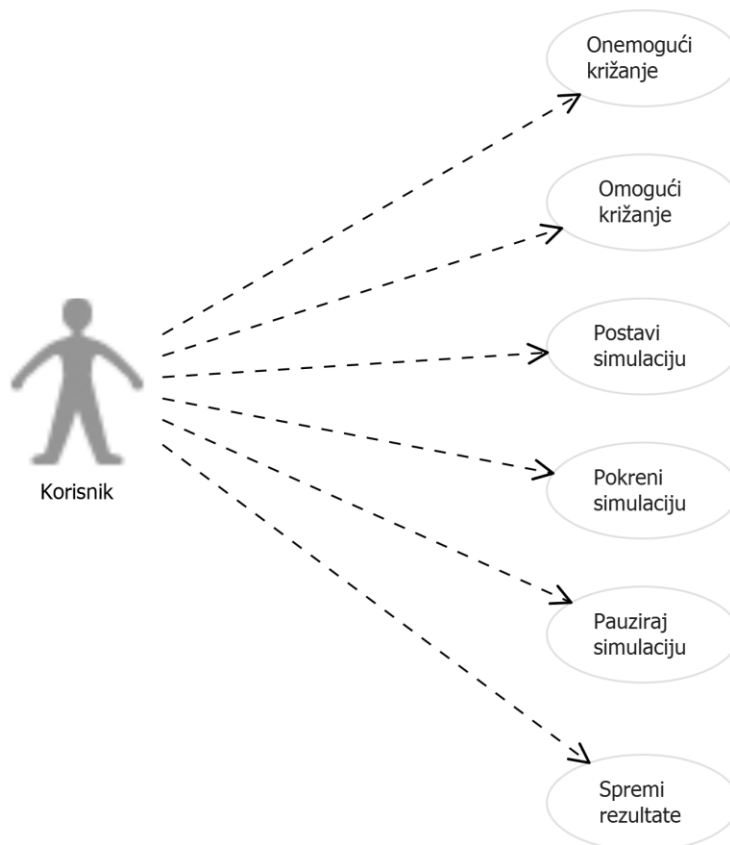 Onemogući
križanje
Omogući
križanje
Postavi
simulaciju
Korisnik
Pokreni
simulaciju
Pauziraj
simulaciju
Spremi
rezultate